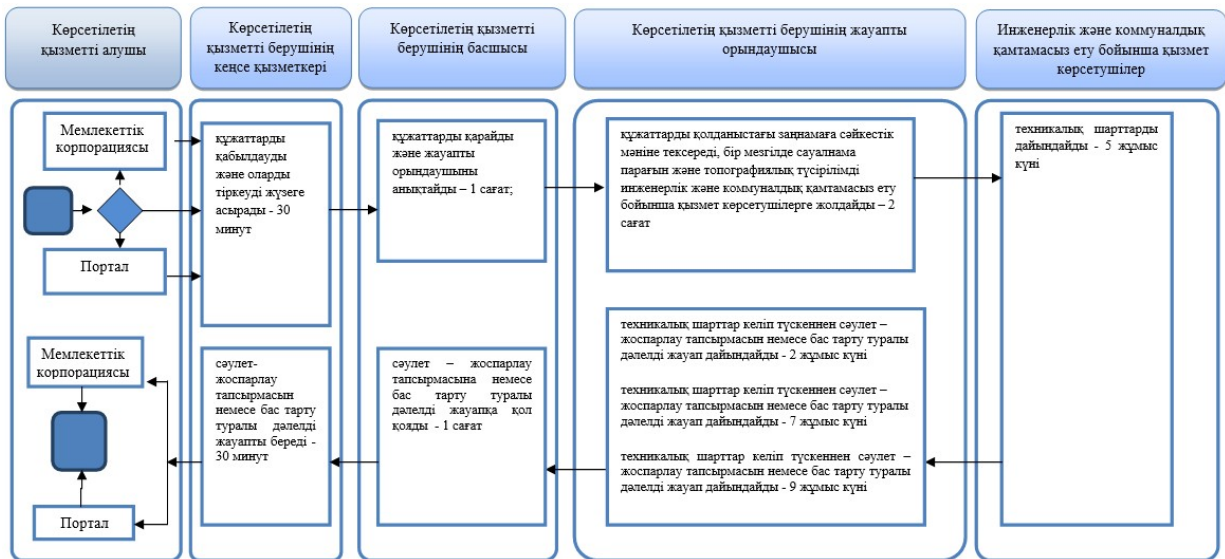 Көрсетілетің
қызметті алушы
Көрсетілетің
қызметті берушінің
кеңсе қызметкері
Көрсетілетің қызметті
берушінің басшысы
Көрсетілетің қызметті берушінің жауапты
орындаушысы
Инженерлік және коммуналдық
қамтамасыз ету бойынша қызмет
көрсетушілер
Мемлекеттік
корпорациясы
Портал
құжаттарды
қабылдауды
және оларды
тіркеуді жүзеге
асырады - 30
минут
құжаттарды қарайды
және жауапты
орындаушыны
анықтайды – 1 сағат;
құжаттарды қолданыстағы заңнамаға сәйкестік
мәніне тексереді, бір мезгілде сауалнама
парағын және топографиялық түсірілімді
инженерлік және коммуналдық қамтамасыз ету
бойынша қызмет көрсетушілерге жолдайды – 2
сағат
техникалық шарттарды
дайындайды - 5 жұмыс
күні
Мемлекеттік
корпорациясы
Портал
сәулет-
жоспарлау
тапсырмасын
немесе бас тарту
туралы дәлелді
жауапты береді -
30 минут
сәулет – жоспарлау
тапсырмасына немесе
бас тарту туралы
дәлелді жауапқа қол
қояды - 1 сағат
техникалық шарттар келіп түскеннен сәулет –
жоспарлау тапсырмасын немесе бас тарту туралы
дәлелді жауап дайындайды - 2 жұмыс күні
техникалық шарттар келіп түскеннен сәулет –
жоспарлау тапсырмасын немесе бас тарту туралы
дәлелді жауап дайындайды - 7 жұмыс күні
техникалық шарттар келіп түскеннен сәулет –
жоспарлау тапсырмасын немесе бас тарту туралы
дәлелді жауап дайындайды - 9 жұмыс күні